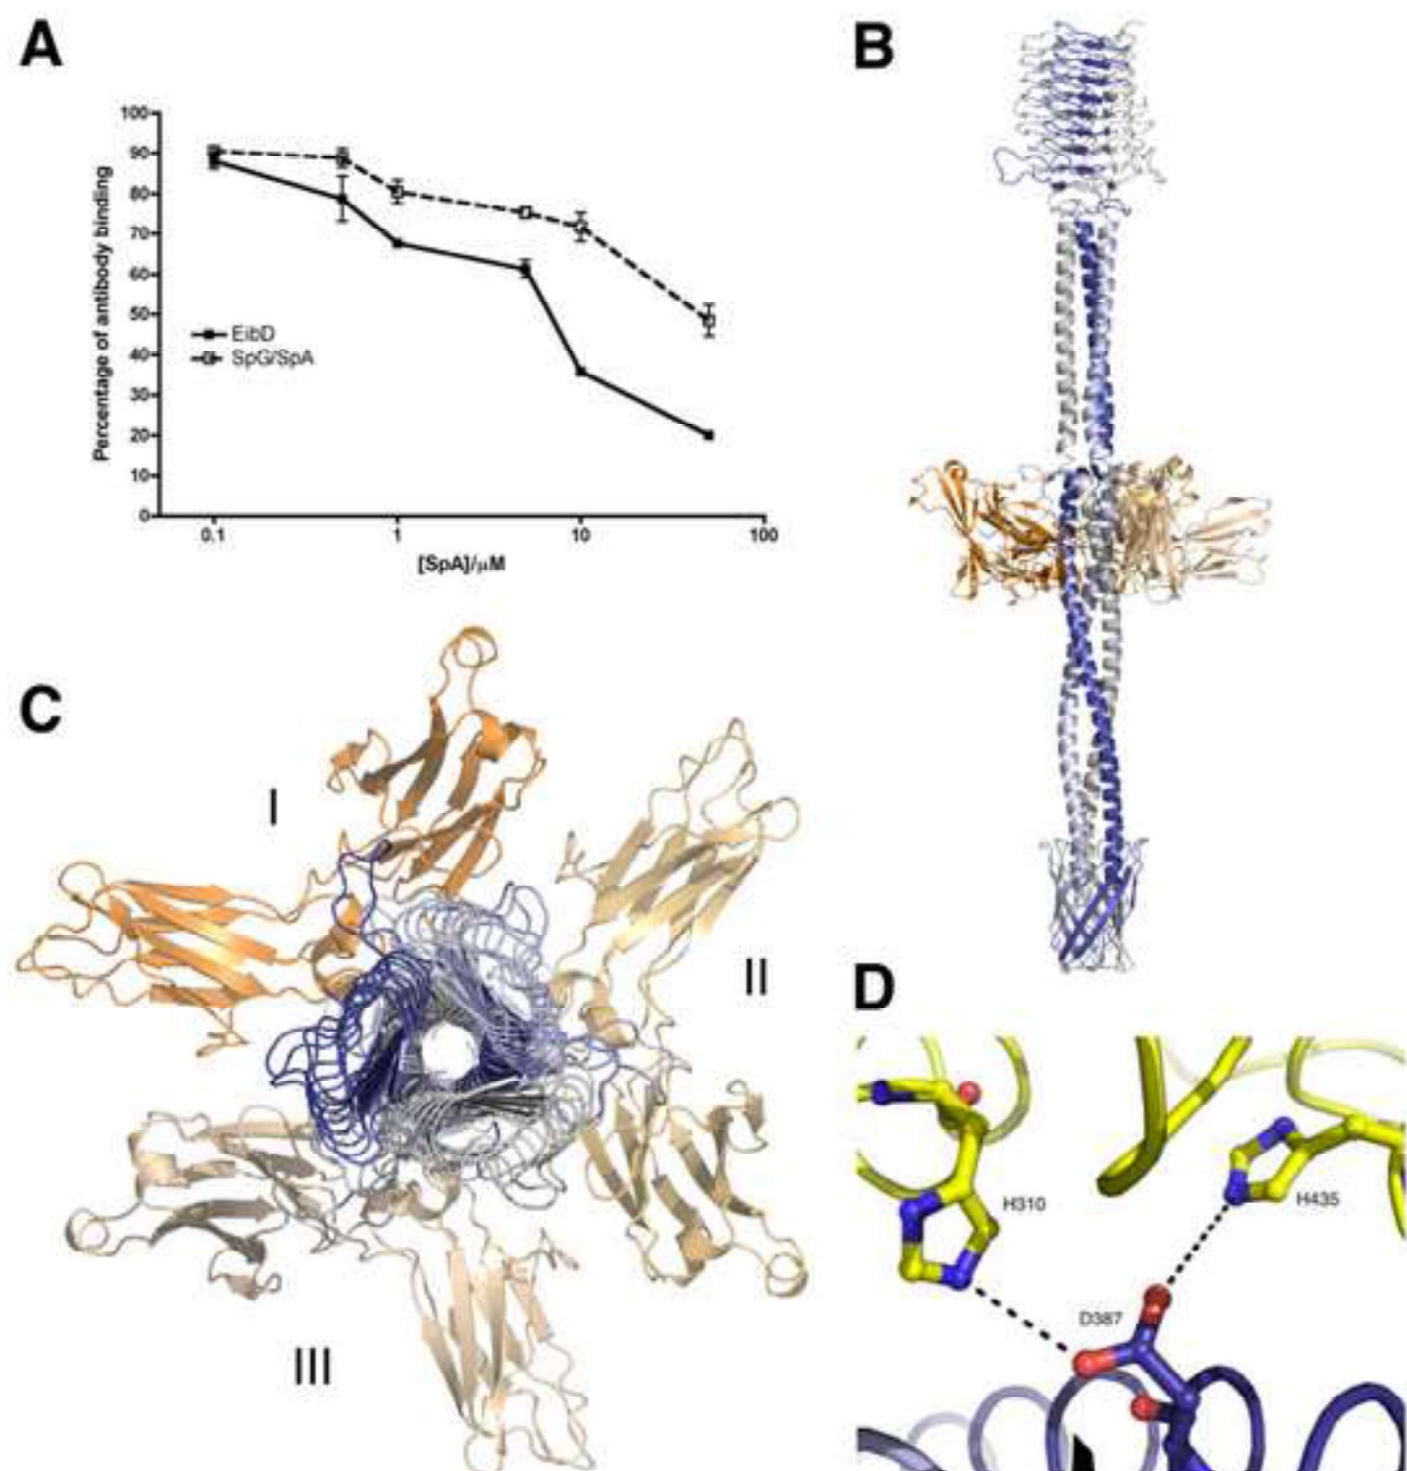 A
B
100
90
80
70
60
50
40
30
20
10
0
Percentage of antibody binding
EibD
SpG/SpA
0.1 1 10 100
[SpA]/µM
C
I
II
III
D
H310
H435
D387